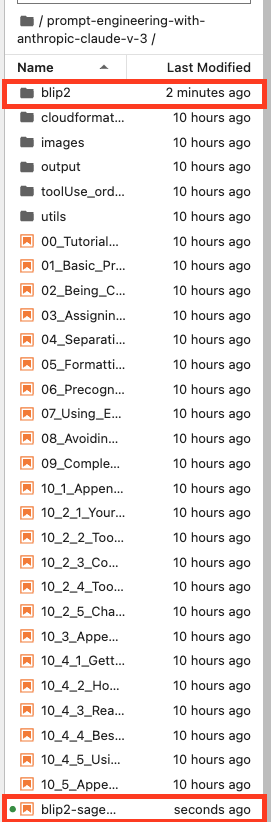 / prompt-engineering-with-
anthropic-claude-v-3 /
Name Last Modified
blip2 2 minutes ago
cloudformat... 10 hours ago
images 10 hours ago
output 10 hours ago
toolUse_ord... 10 hours ago
utils 10 hours ago
00_Tutorial... 10 hours ago
01_Basic_Pr... 10 hours ago
02_Being_C... 10 hours ago
03_Assignin... 10 hours ago
04_Separati... 10 hours ago
05_Formatti... 10 hours ago
06_Precogn... 10 hours ago
07_Using_E... 10 hours ago
08_Avoidin... 10 hours ago
09_Comple... 10 hours ago
10_1_Appen... 10 hours ago
10_2_1_Your... 10 hours ago
10_2_2_Too... 10 hours ago
10_2_3_Co... 10 hours ago
10_2_4_Too... 10 hours ago
10_2_5_Cha... 10 hours ago
10_3_Appe... 10 hours ago
10_4_1_Gett... 10 hours ago
10_4_2_Ho... 10 hours ago
10_4_3_Rea... 10 hours ago
10_4_4_Bes... 10 hours ago
10_4_5_Usi... 10 hours ago
10_5_Appe... 10 hours ago
blip2-sage... seconds ago